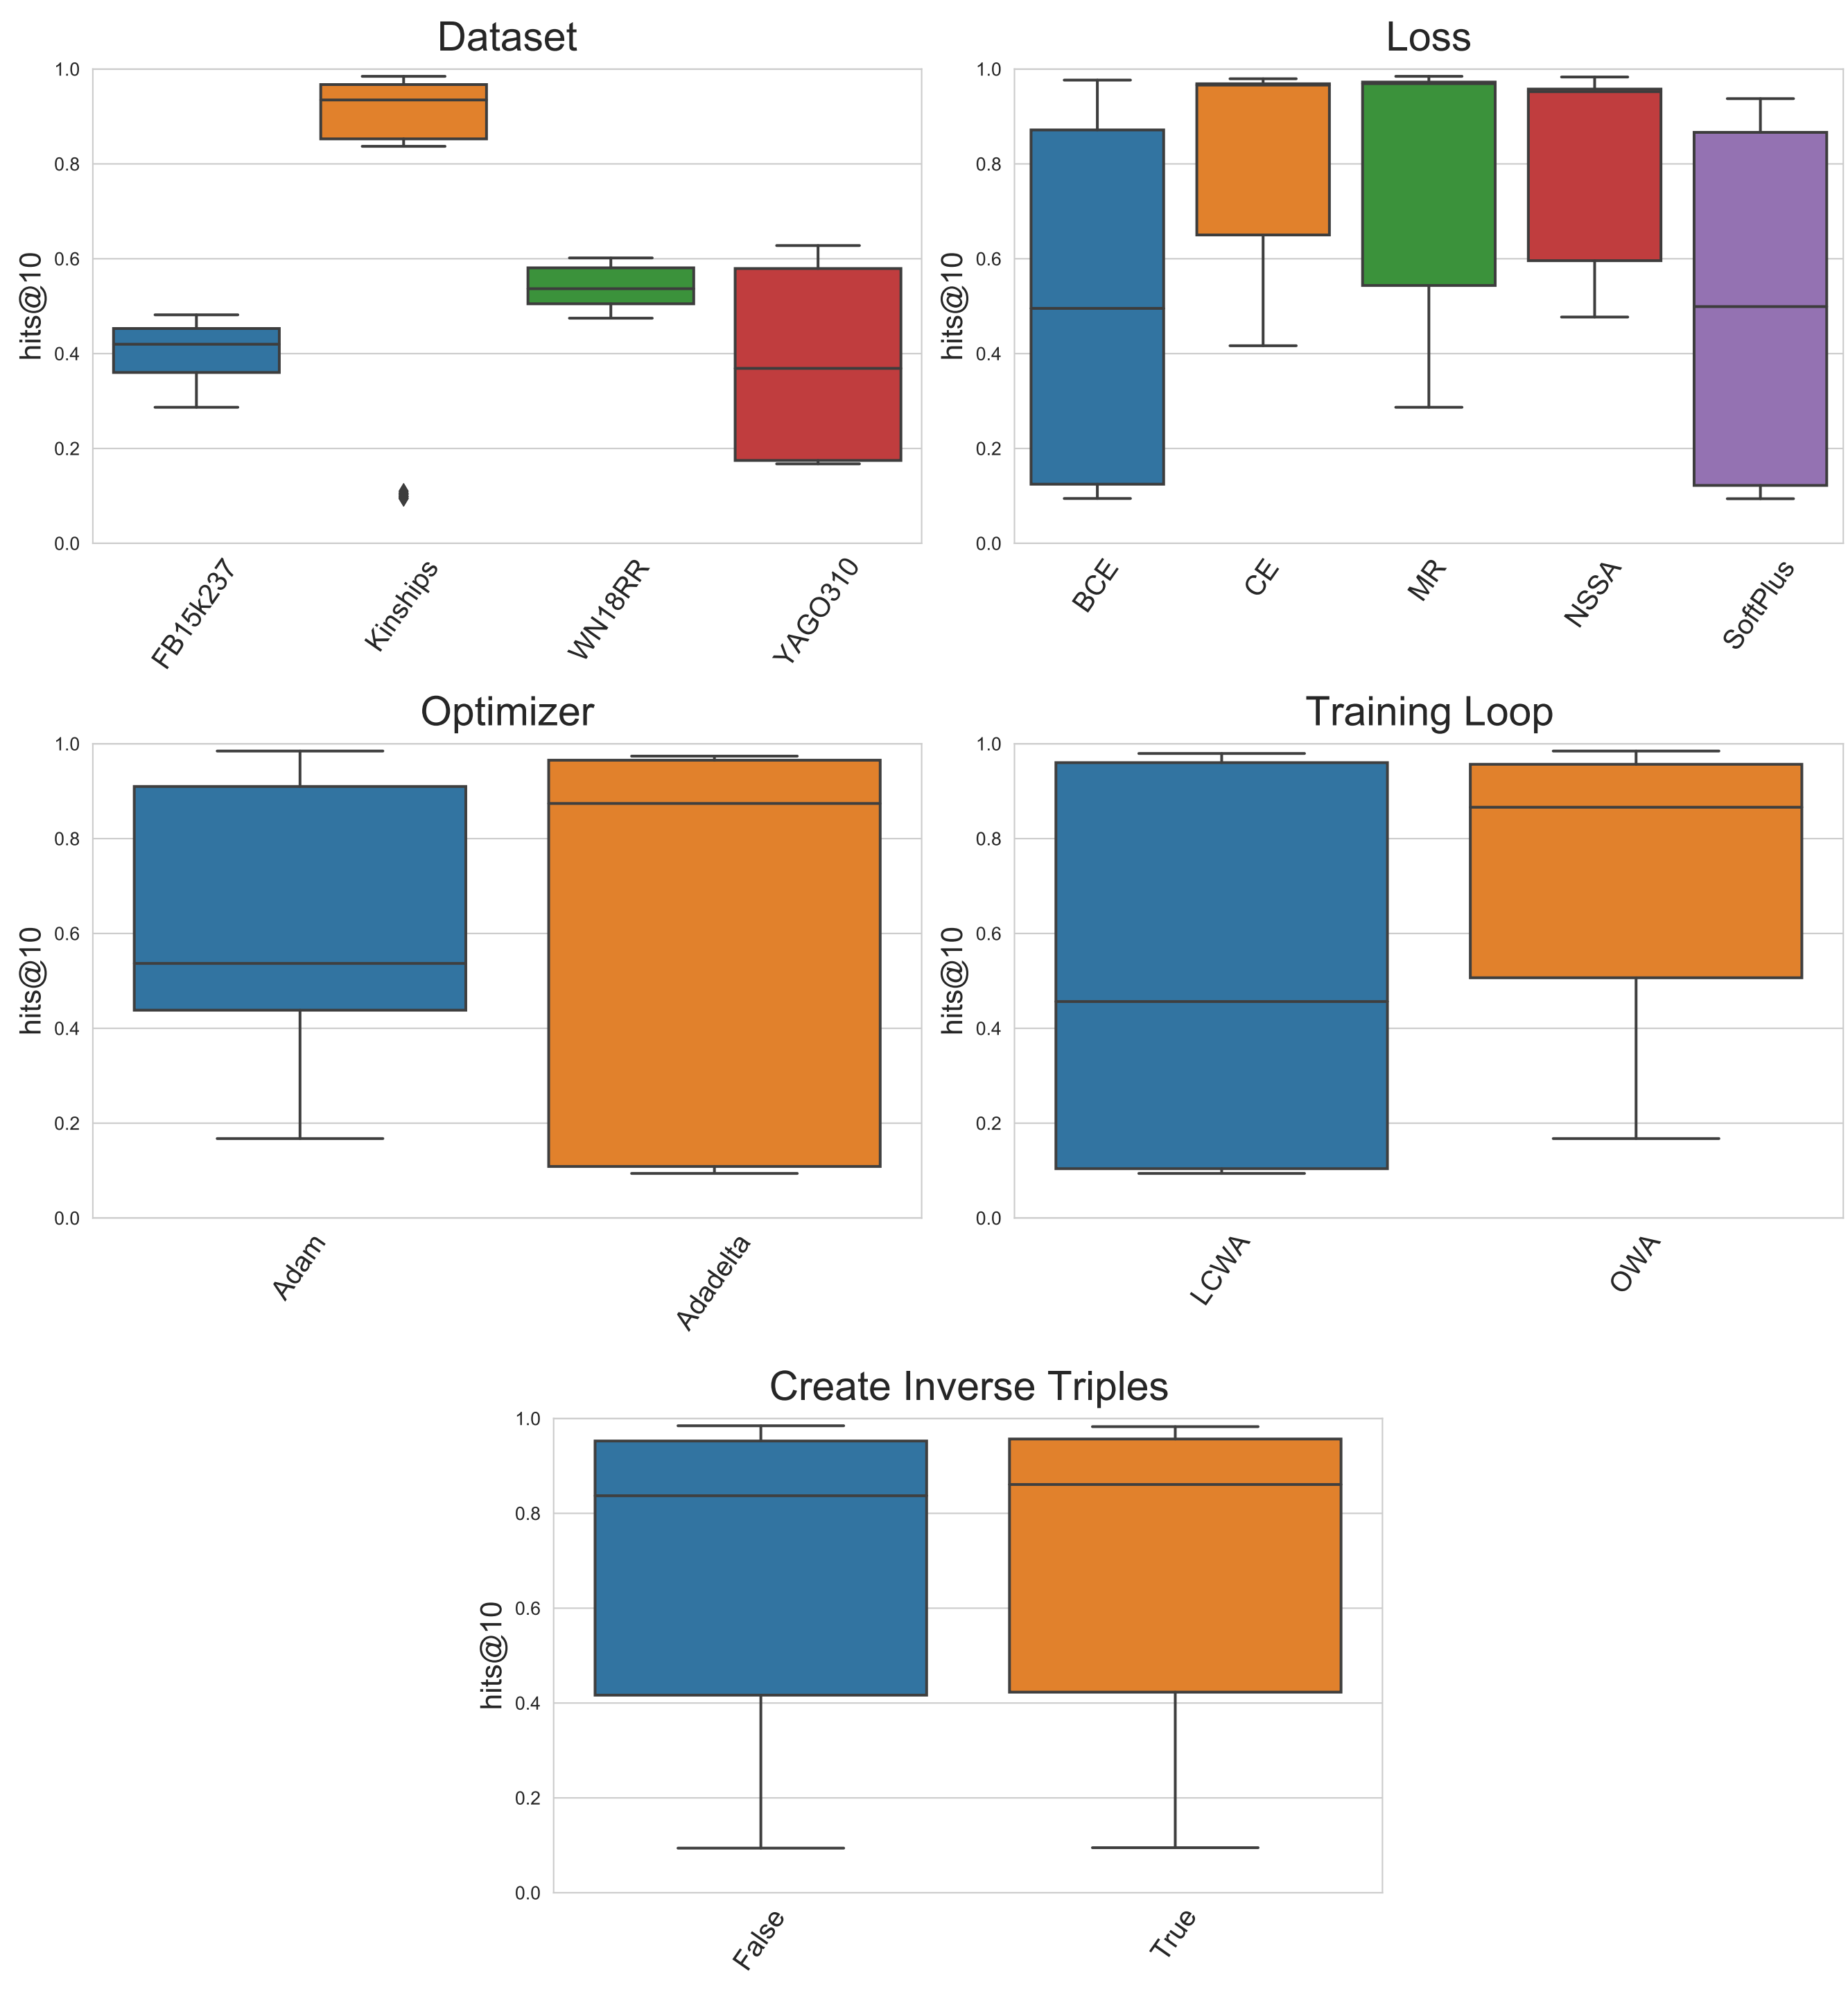 Dataset
hits@10
1.0
0.8
0.6
0.4
0.2
0.0
FB15k237
Kinships
WN18RR
YAGO310
Loss
hits@10
1.0
0.8
0.6
0.4
0.2
0.0
BCE
CE
MR
NSSA
SoftPlus
Optimizer
hits@10
1.0
0.8
0.6
0.4
0.2
0.0
Adam
Adadelta
Training Loop
hits@10
1.0
0.8
0.6
0.4
0.2
0.0
LCWA
OWA
Create Inverse Triples
hits@10
1.0
0.8
0.6
0.4
0.2
0.0
False
True